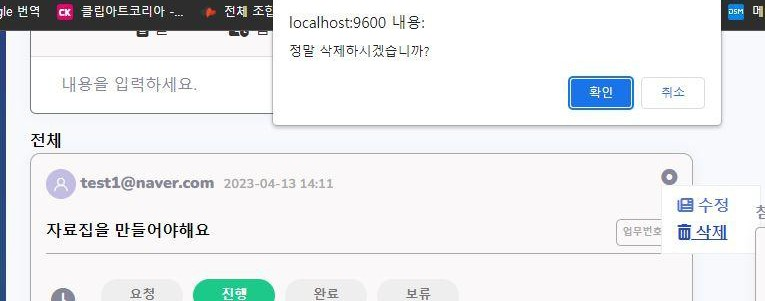 gle 번역 CK 클립아트코리아 -... 전체 조합 DSM 메
localhost:9600 내용:
정말 삭제하시겠습니까?
확인 취소
내용을 입력하세요.
전체
test1@naver.com 2023-04-13 14:11
수정
자료집을 만들어야해요 업무번호 삭제
요청 진행 완료 보류